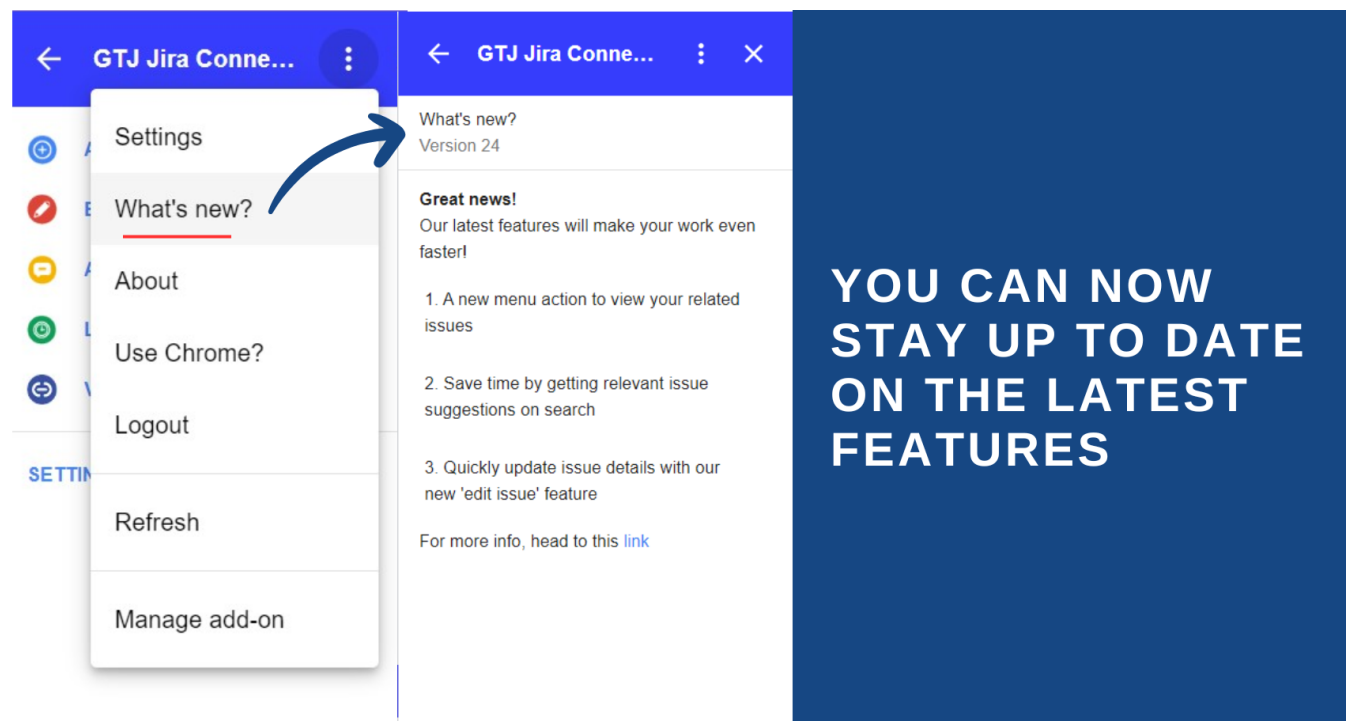 GTJ Jira Conne...
Settings
What's new?
About
Use Chrome?
Logout
SETTIN
Refresh
Manage add-on
GTJ Jira Conne...
What's new?
Version 24
Great news!
Our latest features will make your work even
faster!
1. A new menu action to view your related
issues
2. Save time by getting relevant issue
suggestions on search
3. Quickly update issue details with our
new 'edit issue' feature
For more info, head to this link
YOU CAN NOW
STAY UP TO DATE
ON THE LATEST
FEATURES